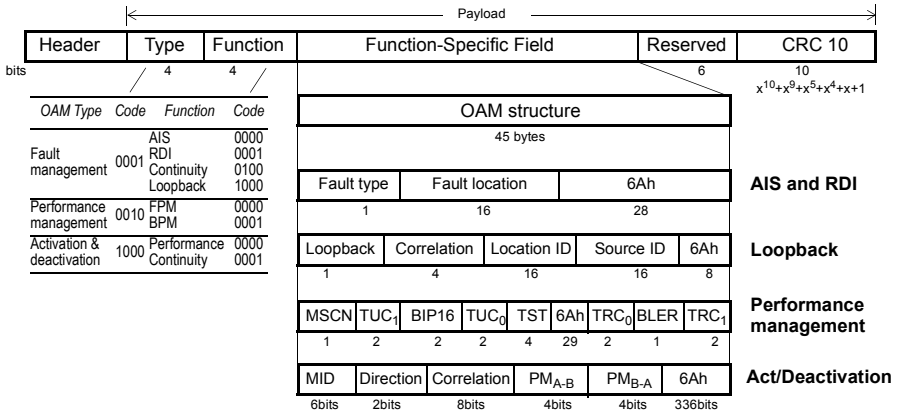 Payload
Header Type Function Function-Specific Field Reserved CRC 10
bits 4 4 6 10
x¹⁰+x⁹+x⁵+x⁴+x+1
OAM Type Code Function Code
Fault management 0001 AIS 0000
RDI 0001
Continuity 0100
Loopback 1000
Performance management 0010 FPM 0000
BPM 0001
Activation & deactivation 1000 Performance 0000
Continuity 0001
OAM structure
45 bytes
Fault type Fault location 6Ah AIS and RDI
1 16 28
Loopback Correlation Location ID Source ID 6Ah Loopback
1 4 16 16 8
MSCN TUC₁ BIP16 TUC₀ TST 6Ah TRC₀ BLER TRC₁ Performance management
1 2 2 2 4 29 2 1 2
MID Direction Correlation PM_A-B PM_B-A 6Ah Act/Deactivation
6bits 2bits 8bits 4bits 4bits 336bits